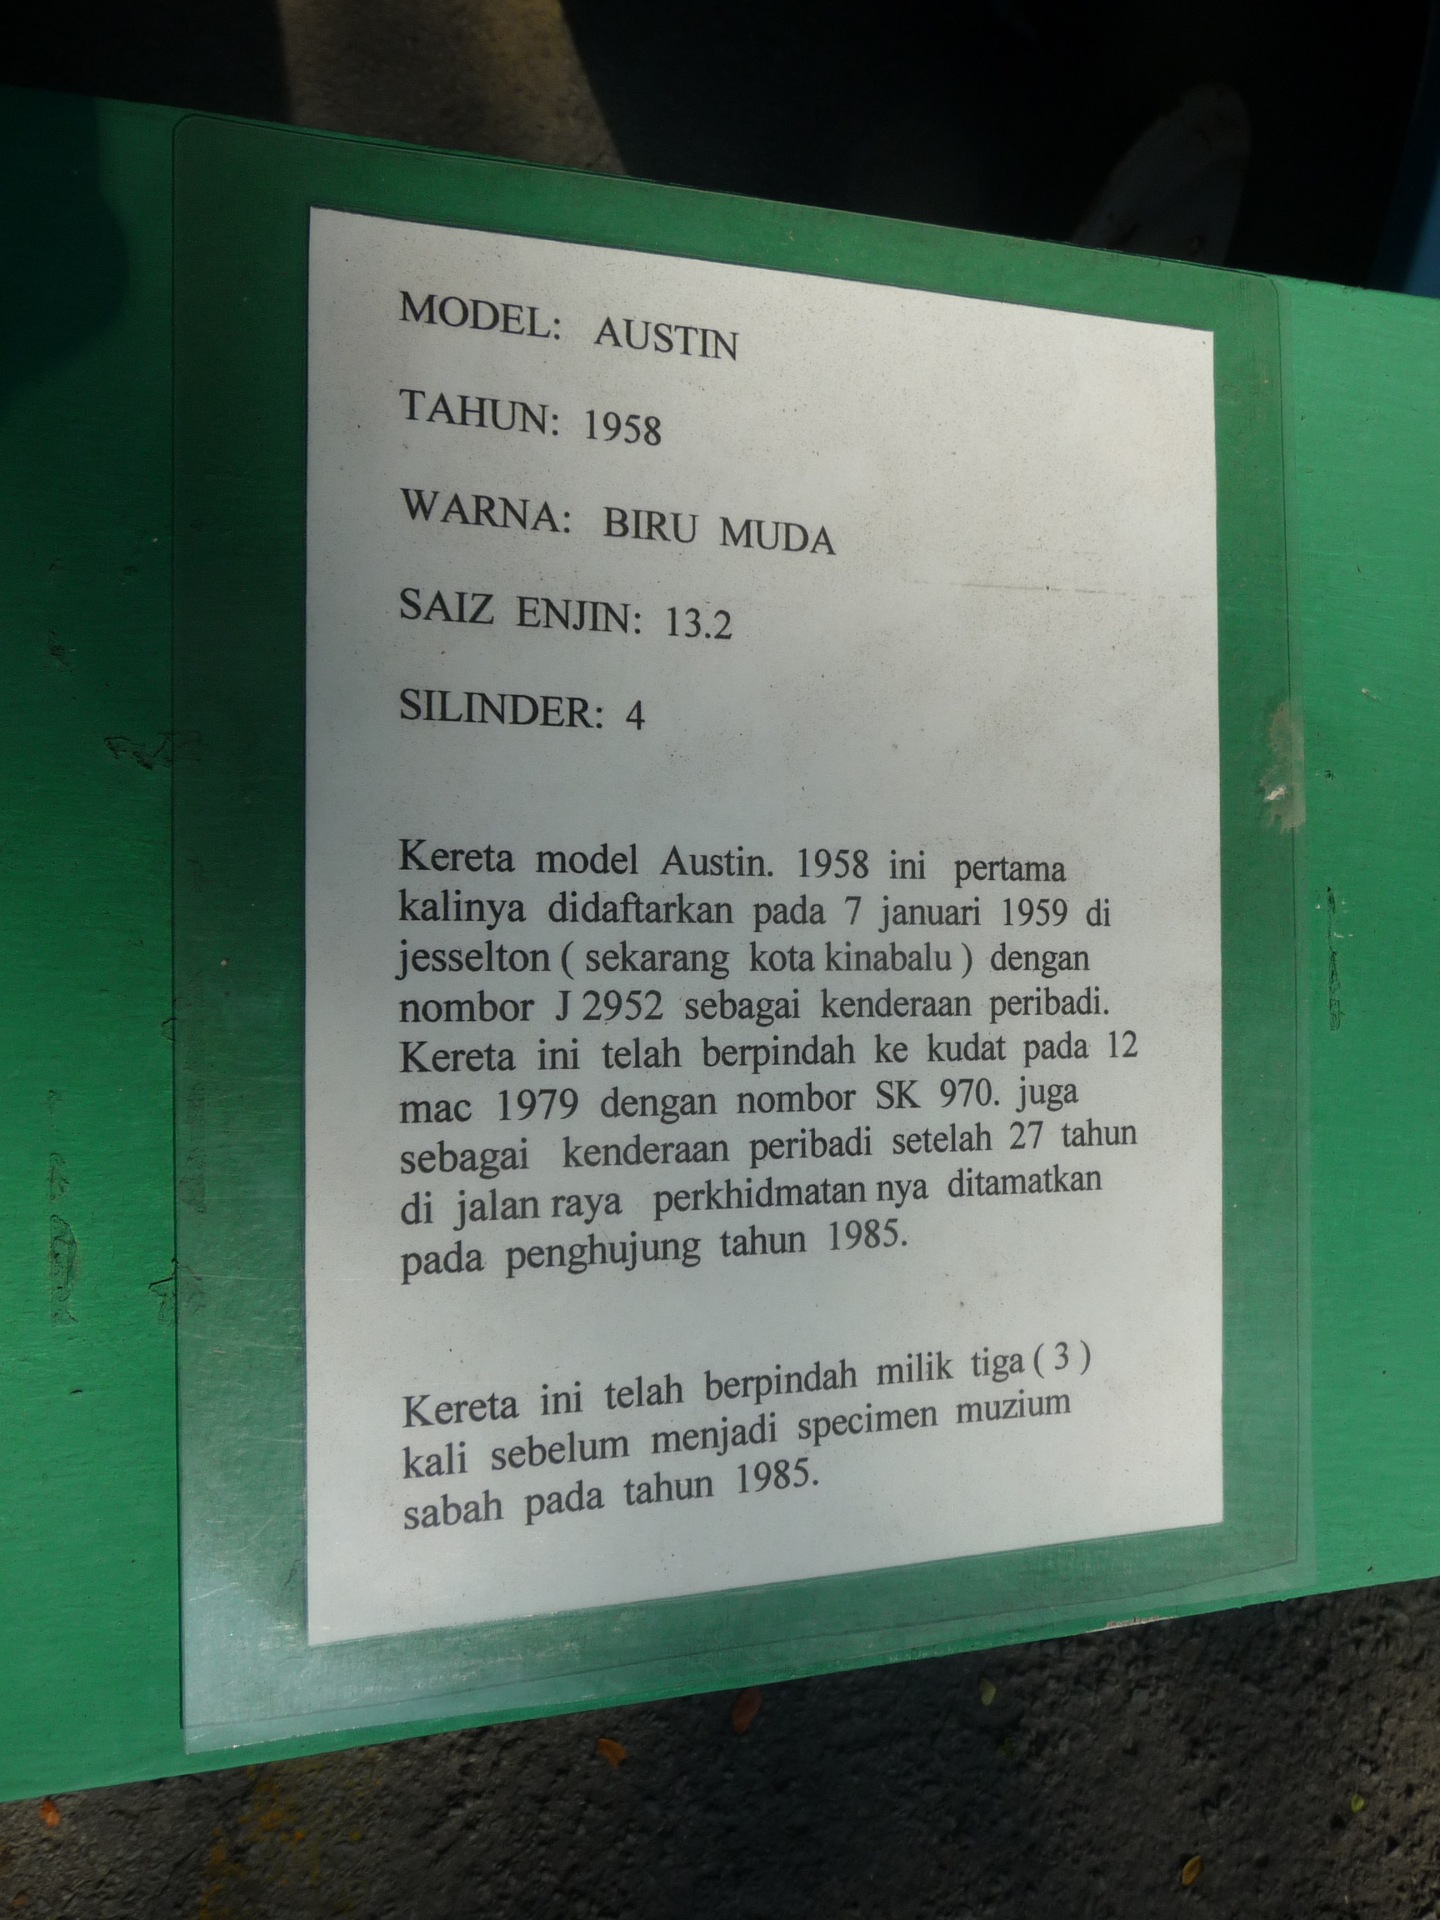 MODEL: AUSTIN
TAHUN: 1958
WARNA: BIRU MUDA
SAIZ ENJIN: 13.2
SILINDER: 4
Kereta model Austin. 1958 ini pertama
kalinya didaftarkan pada 7 januari 1959 di
jesselton ( sekarang kota kinabalu ) dengan
nombor J 2952 sebagai kenderaan peribadi.
Kereta ini telah berpindah ke kudat pada 12
mac 1979 dengan nombor SK 970. juga
sebagai kenderaan peribadi setelah 27 tahun
di jalan raya perkhidmatan nya ditamatkan
pada penghujung tahun 1985.
Kereta ini telah berpindah milik tiga ( 3 )
kali sebelum menjadi specimen muzium
sabah pada tahun 1985.